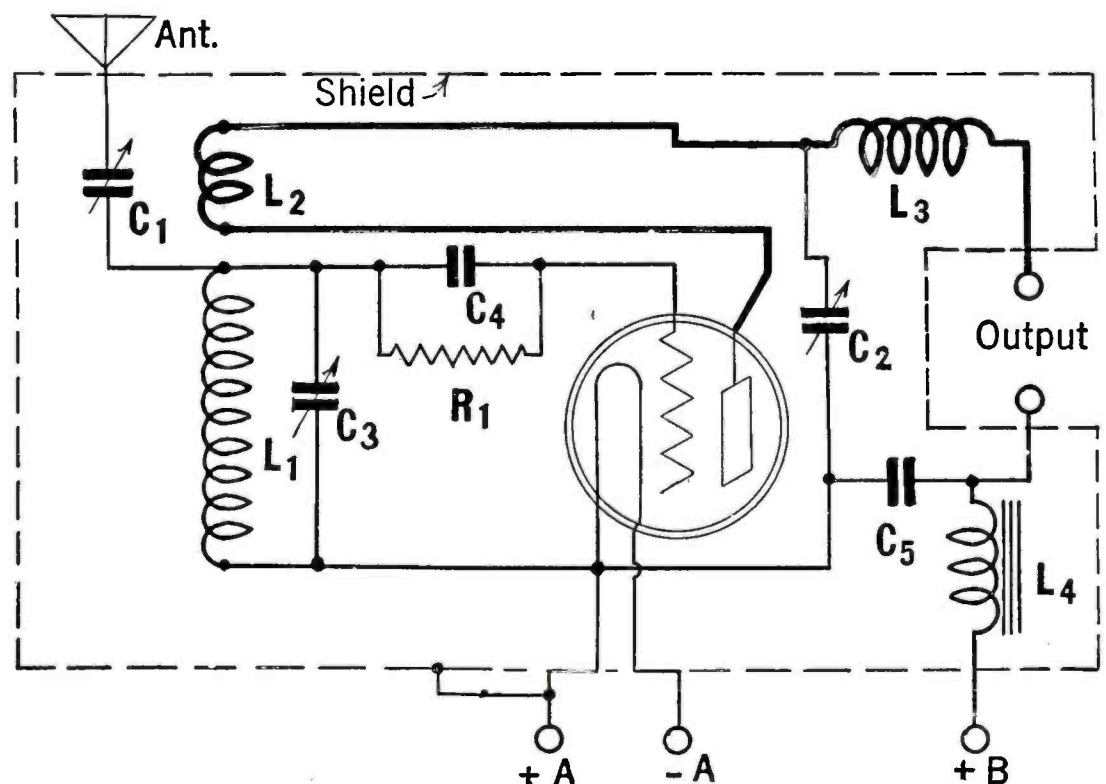 Ant.
Shield
C1
L2
L3
C4
C2
Output
R1
C3
L1
C5
L4
+ A
- A
+ B